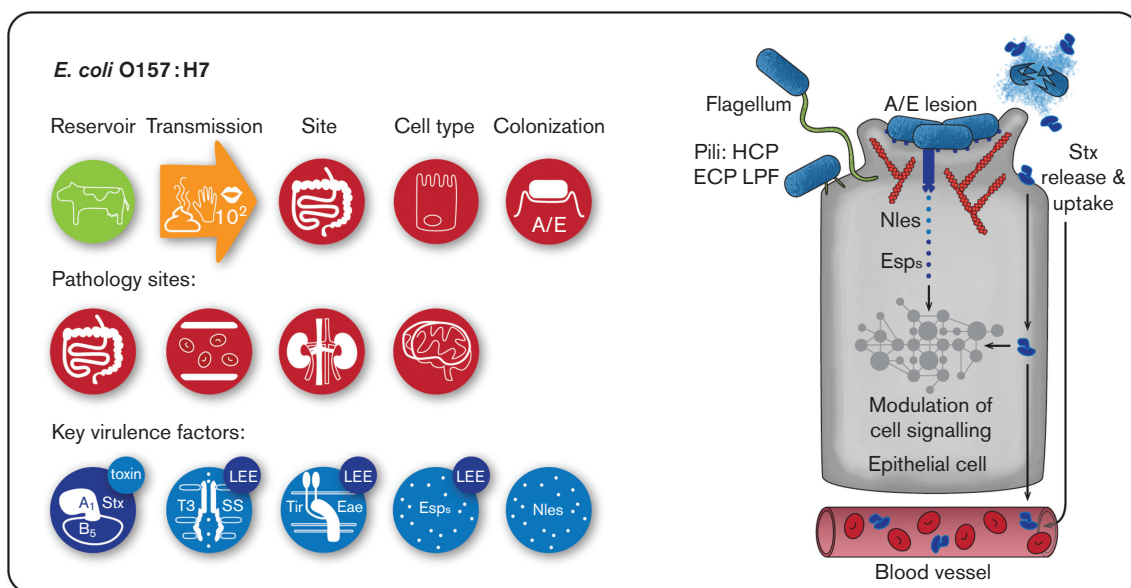 E. coli O157:H7
Reservoir
Transmission
Site
Cell type
Colonization
10²
A/E
Pathology sites:
Key virulence factors:
toxin
A₁ Stx
B₅
LEE
T3 SS
LEE
Tir Eae
LEE
Espₛ
Nles
Flagellum
Pili: HCP
ECP LPF
A/E lesion
Stx
release &
uptake
Nles
Espₛ
Modulation of
cell signalling
Epithelial cell
Blood vessel